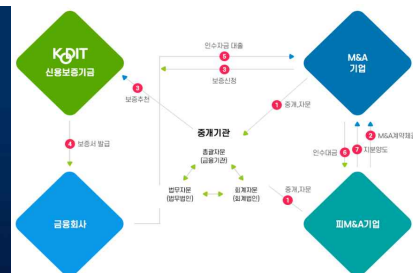 KODIT
신용보증기금
인수자금 대출
5
3
보증신청
M&A
기업
3
보증추천
1 중개,자문
중개기관
총괄자문
(금융기관)
법무자문
(법무법인)
회계자문
(회계법인)
4 보증서 발급
2 M&A계약체결
인수대금 6
7 지분양도
중개,자문
1
금융회사
피M&A기업